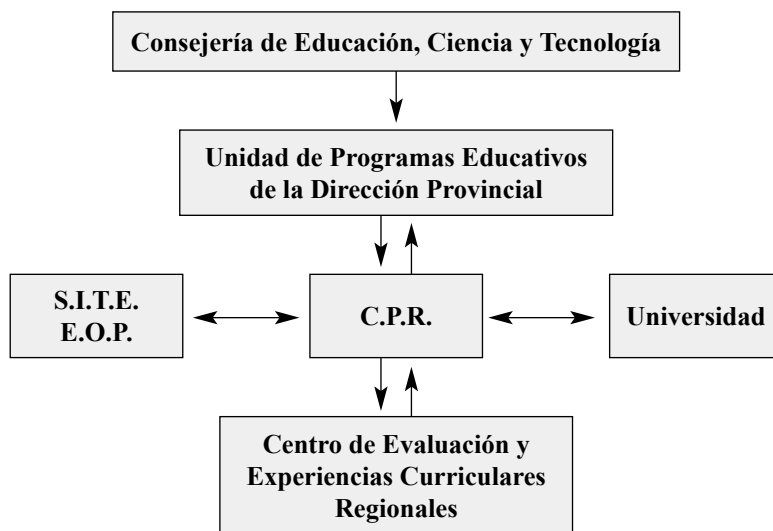 Consejería de Educación, Ciencia y Tecnología
Unidad de Programas Educativos
de la Dirección Provincial
S.I.T.E.
E.O.P.
C.P.R.
Universidad
Centro de Evaluación y
Experiencias Curriculares
Regionales